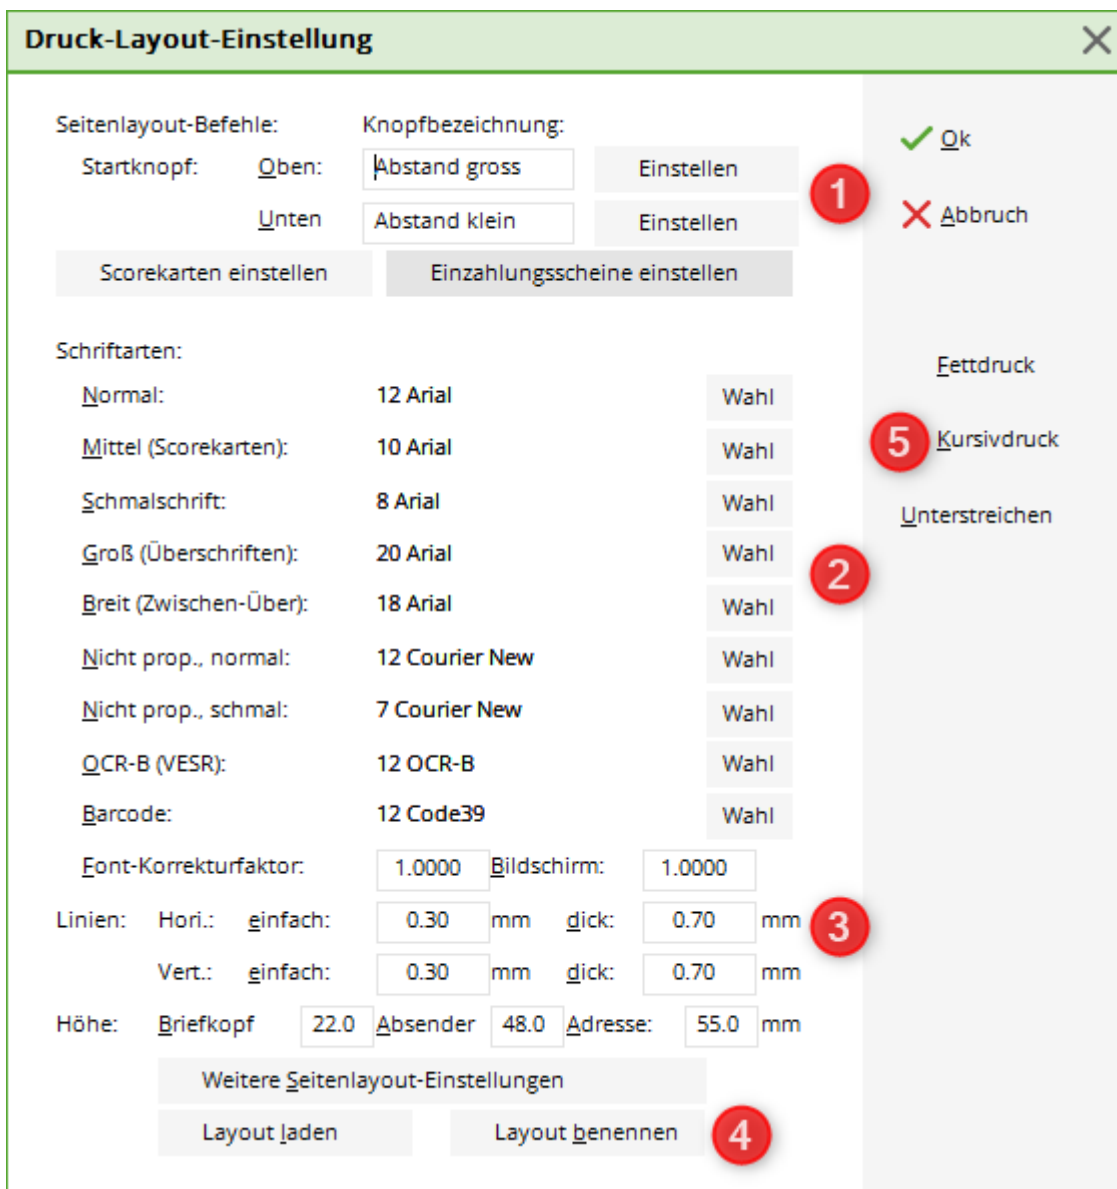 Druck-Layout-Einstellung
Seitenlayout-Befehle: Knopfbezeichnung:
Ok
Startknopf: Oben: Abstand gross Einstellen
1
Abbruch
Unten Abstand klein Einstellen
Scorekarten einstellen Einzahlungsscheine einstellen
Schriftarten:
Fettdruck
Normal: 12 Arial Wahl
5 Kursivdruck
Mittel (Scorekarten): 10 Arial Wahl
Schmalschrift: 8 Arial Wahl
Unterstreichen
Groß (Überschriften): 20 Arial Wahl
2
Breit (Zwischen-Über): 18 Arial Wahl
Nicht prop., normal: 12 Courier New Wahl
Nicht prop., schmal: 7 Courier New Wahl
OCR-B (VESR): 12 OCR-B Wahl
Barcode: 12 Code39 Wahl
Font-Korrekturfaktor: 1.0000 Bildschirm: 1.0000
Linien: Hori.: einfach: 0.30 mm dick: 0.70 mm 3
Vert.: einfach: 0.30 mm dick: 0.70 mm
Höhe: Briefkopf 22.0 Absender 48.0 Adresse: 55.0 mm
Weitere Seitenlayout-Einstellungen
Layout laden Layout benennen 4